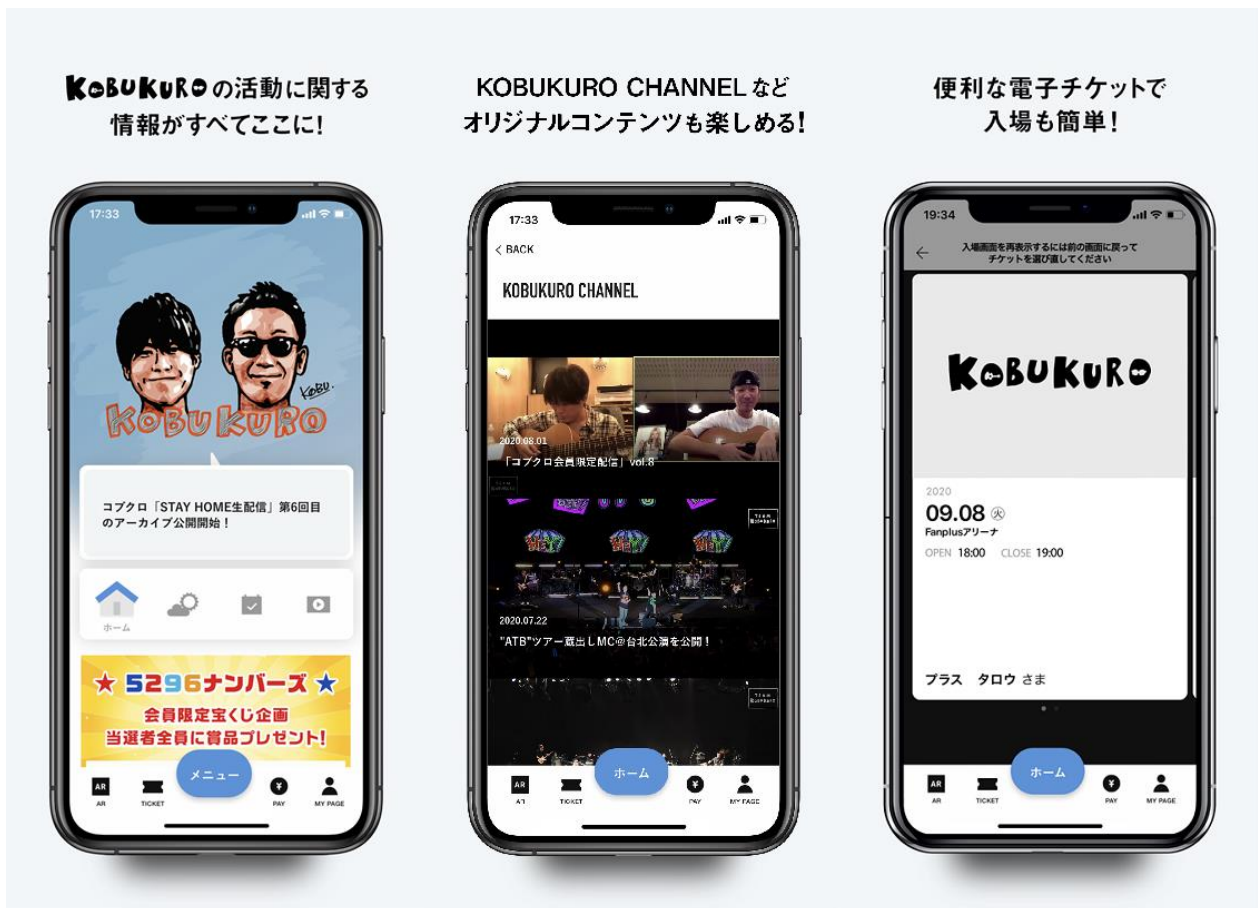 KOBUKUROの活動に関する
情報がすべてここに!
17:33
KOBU.
KOBUKURO
コブクロ「STAY HOME生配信」第6回目
のアーカイブ公開開始！
ホーム
★ 5296ナンバーズ ★
会員限定宝くじ企画
当選者全員に賞品プレゼント!
メニュー
AR
AR
TICKET
¥
PAY
MY PAGE
KOBUKURO CHANNELなど
オリジナルコンテンツも楽しめる!
17:33
< BACK
KOBUKURO CHANNEL
2020.08.01
「コブクロ会員限定配信」vol.8
2020.07.22
"ATB"ツアー蔵出しMC@台北公演を公開！
ホーム
AR
AR
TICKET
¥
PAY
MY PAGE
便利な電子チケットで
入場も簡単!
19:34
入場画面を再表示するには前の画面に戻って
チケットを選び直してください
KOBUKURO
2020
09.08 火
Fanplusアリーナ
OPEN 18:00 CLOSE 19:00
プラス タロウ さま
ホーム
AR
AR
TICKET
¥
PAY
MY PAGE